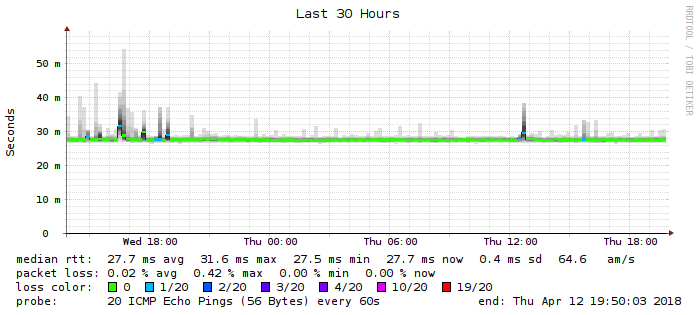 Last 30 Hours
RRDTOOL / TOBI OETIKER
Seconds
50 m
40 m
30 m
20 m
10 m
0
Wed 18:00 Thu 00:00 Thu 06:00 Thu 12:00 Thu 18:00
median rtt: 27.7 ms avg 31.6 ms max 27.5 ms min 27.7 ms now 0.4 ms sd 64.6 am/s
packet loss: 0.02 % avg 0.42 % max 0.00 % min 0.00 % now
loss color: 0 1/20 2/20 3/20 4/20 10/20 19/20
probe: 20 ICMP Echo Pings (56 Bytes) every 60s end: Thu Apr 12 19:50:03 2018